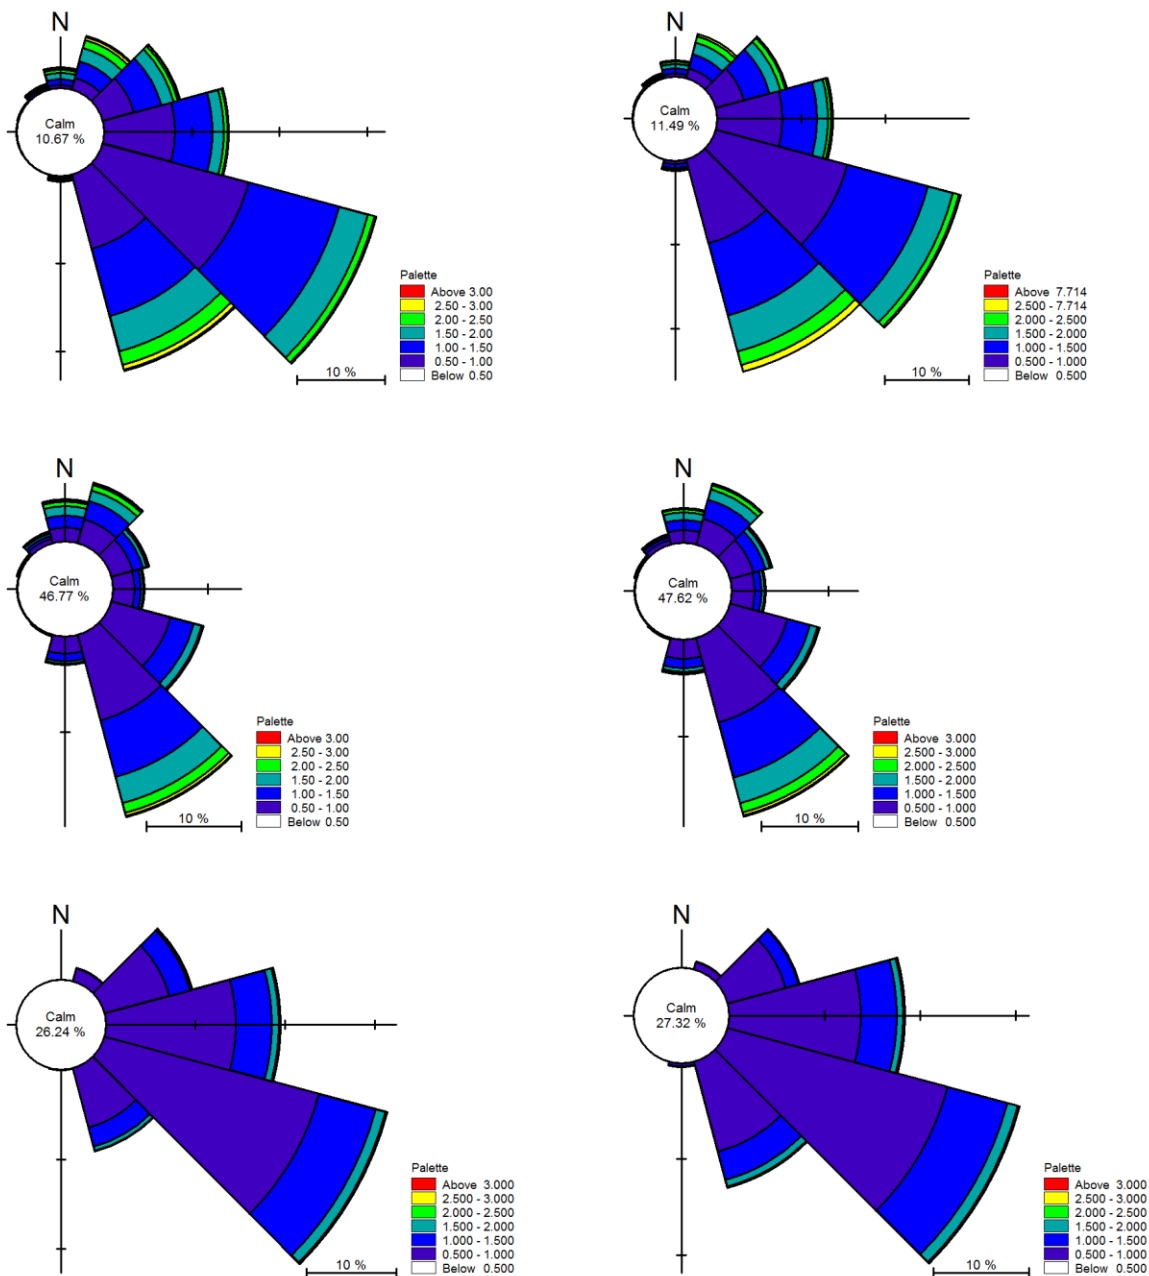 N
Calm
10.67 %
Palette
Above 3.00
2.50 - 3.00
2.00 - 2.50
1.50 - 2.00
1.00 - 1.50
0.50 - 1.00
Below 0.50
10 %
N
Calm
11.49 %
Palette
Above 7.714
2.500 - 7.714
2.000 - 2.500
1.500 - 2.000
1.000 - 1.500
0.500 - 1.000
Below 0.500
10 %
N
Calm
46.77 %
Palette
Above 3.00
2.50 - 3.00
2.00 - 2.50
1.50 - 2.00
1.00 - 1.50
0.50 - 1.00
Below 0.50
10 %
N
Calm
47.62 %
Palette
Above 3.000
2.500 - 3.000
2.000 - 2.500
1.500 - 2.000
1.000 - 1.500
0.500 - 1.000
Below 0.500
10 %
N
Calm
26.24 %
Palette
Above 3.000
2.500 - 3.000
2.000 - 2.500
1.500 - 2.000
1.000 - 1.500
0.500 - 1.000
Below 0.500
10 %
N
Calm
27.32 %
Palette
Above 3.000
2.500 - 3.000
2.000 - 2.500
1.500 - 2.000
1.000 - 1.500
0.500 - 1.000
Below 0.500
10 %